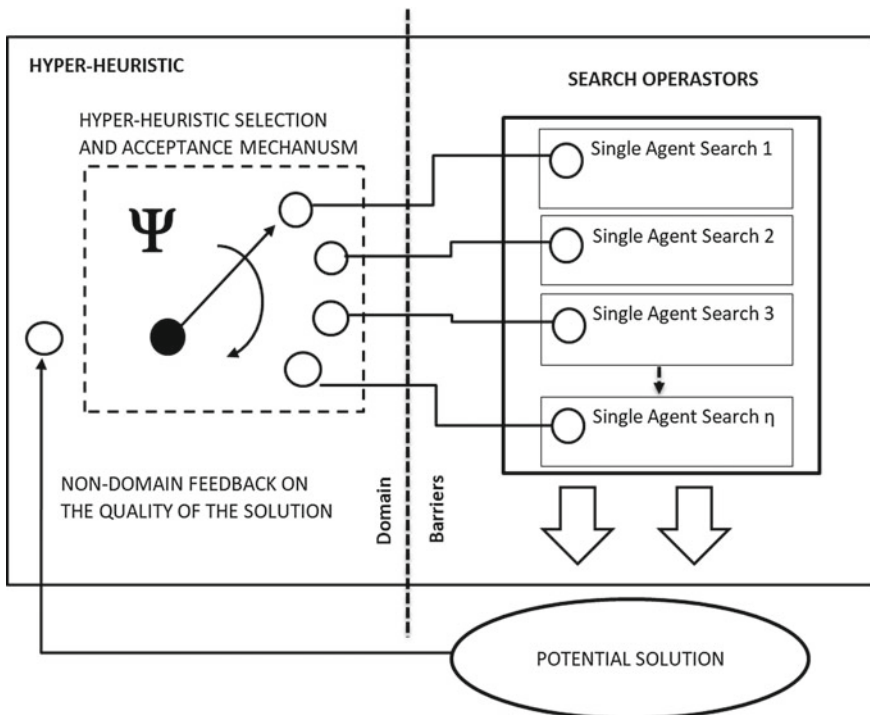 HYPER-HEURISTIC
HYPER-HEURISTIC SELECTION
AND ACCEPTANCE MECHANUSM
Ψ
NON-DOMAIN FEEDBACK ON
THE QUALITY OF THE SOLUTION
Domain
Barriers
SEARCH OPERASTORS
Single Agent Search 1
Single Agent Search 2
Single Agent Search 3
Single Agent Search η
POTENTIAL SOLUTION